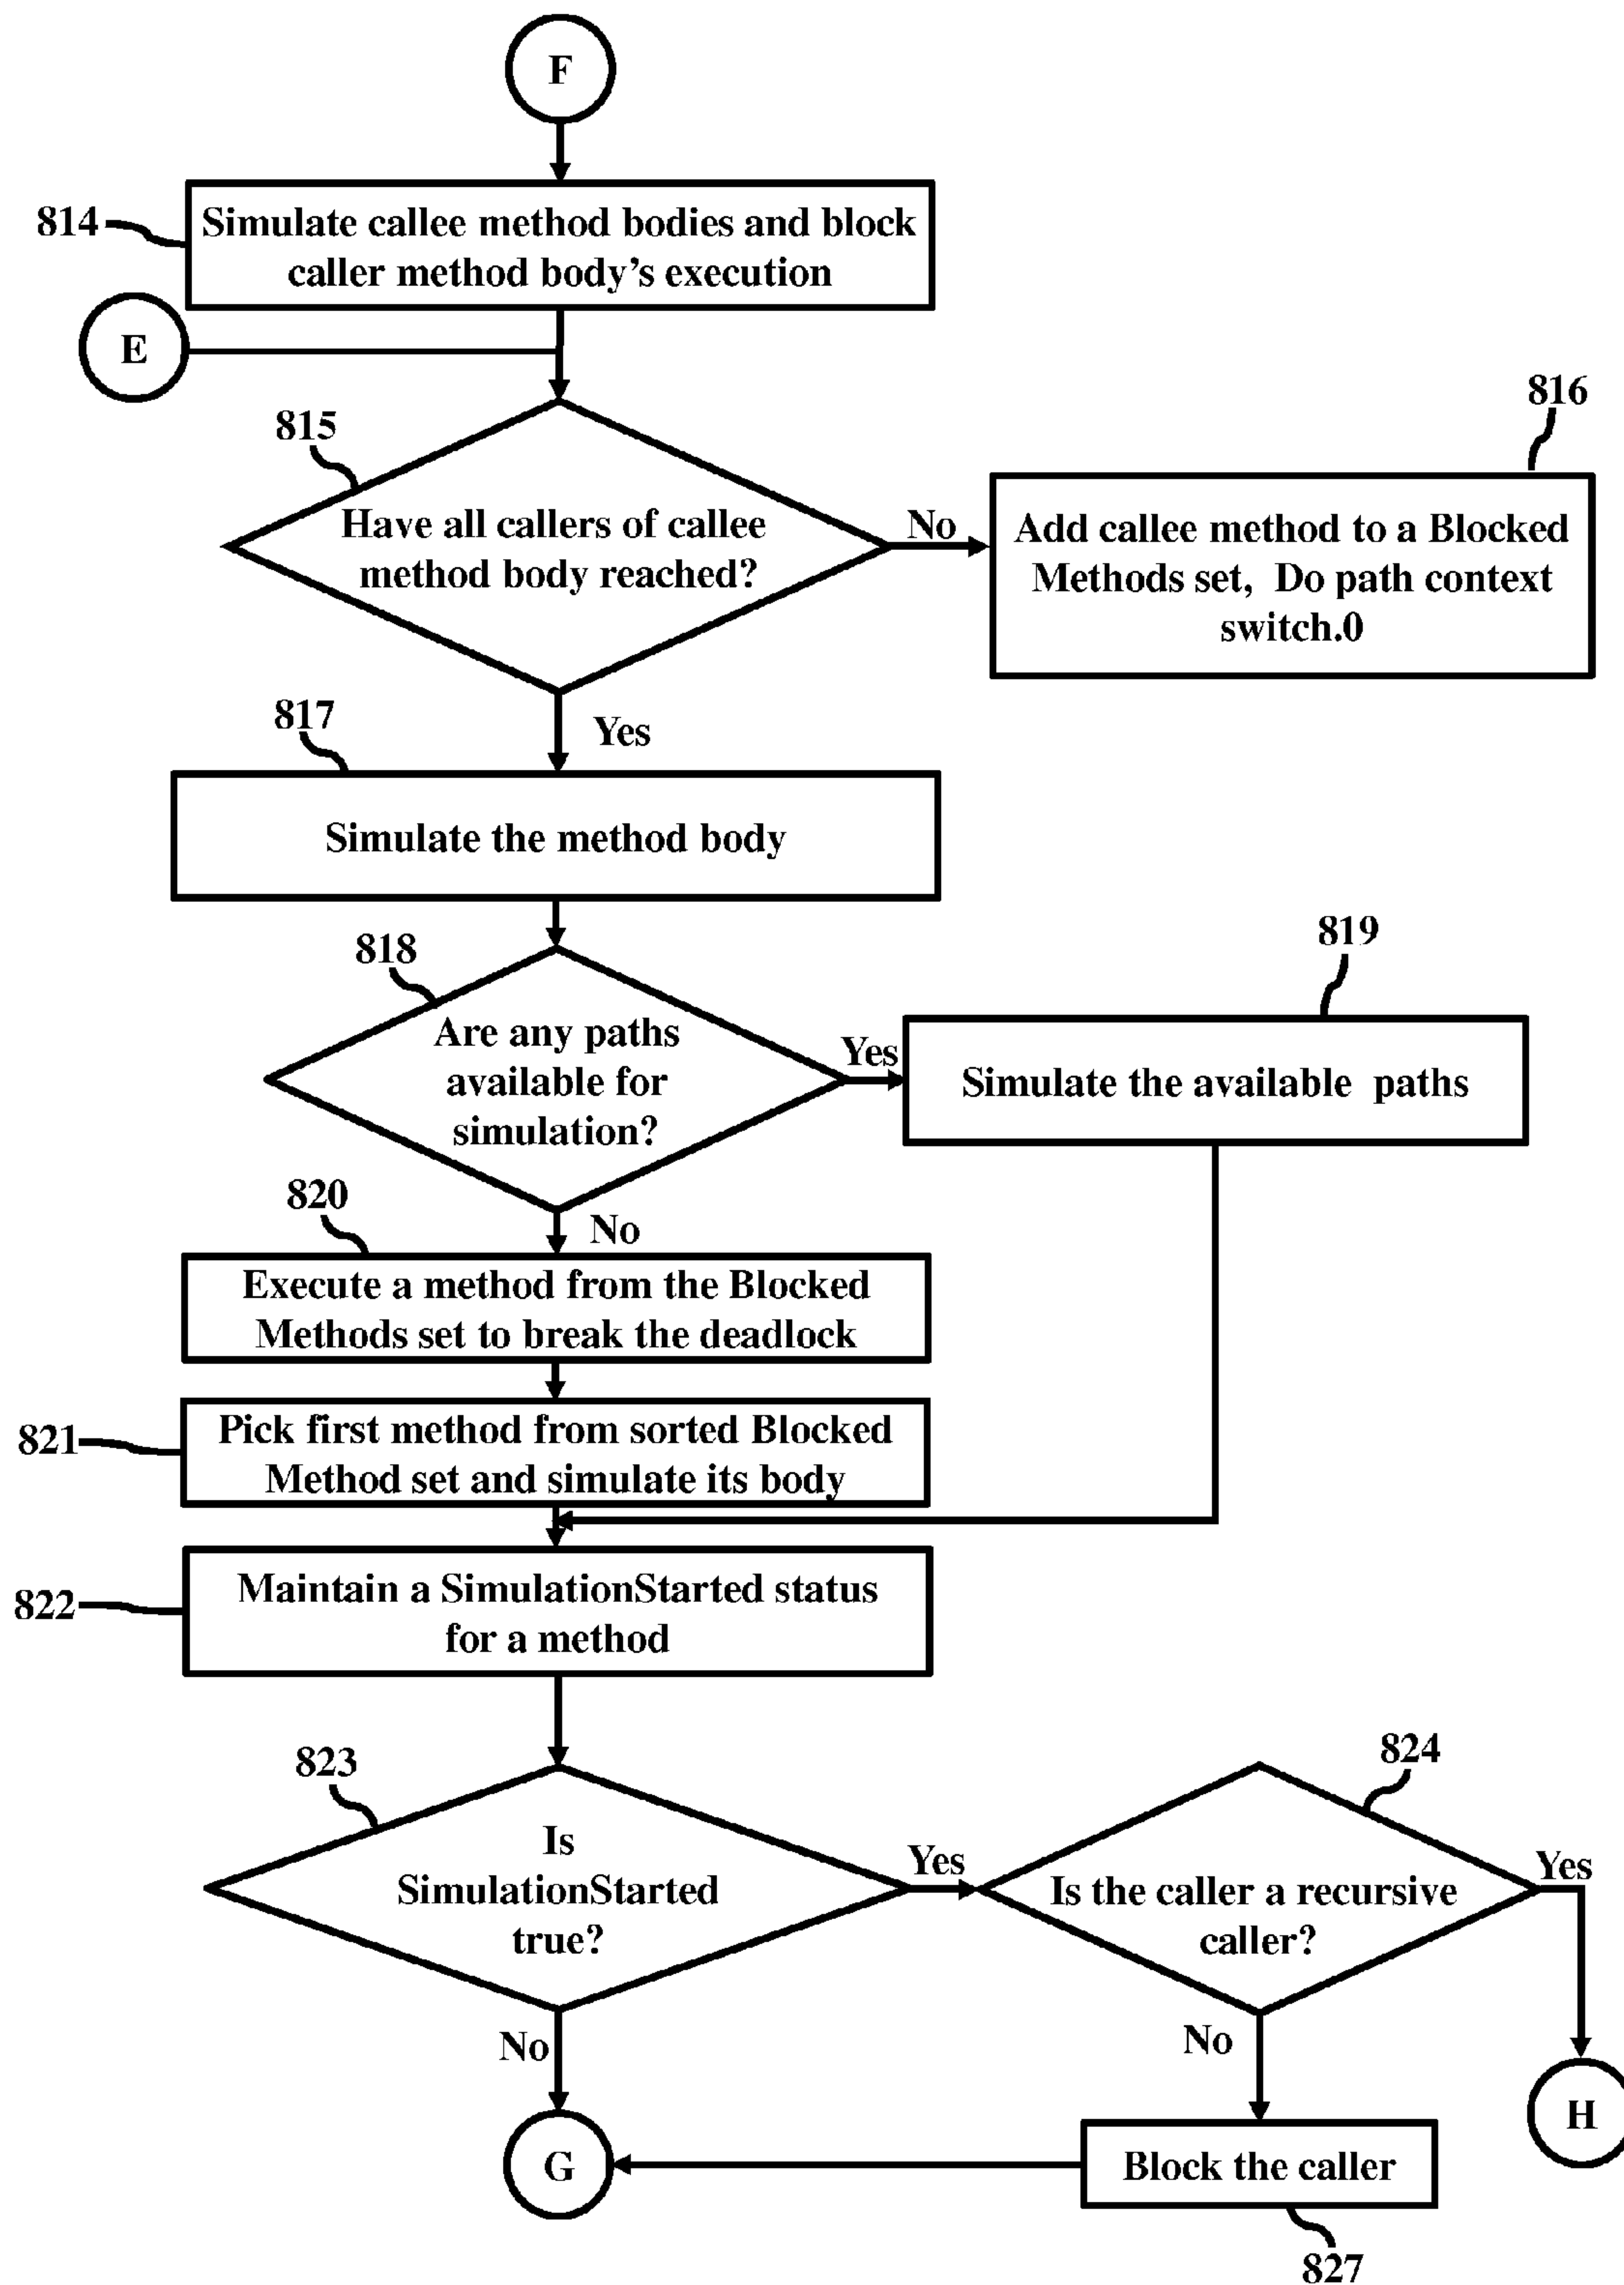 F
814
Simulate callee method bodies and block
caller method body's execution
E
815
816
Have all callers of callee
method body reached?
No
Add callee method to a Blocked
Methods set, Do path context
switch.0
817
Yes
Simulate the method body
818
819
Are any paths
available for
simulation?
Yes
Simulate the available paths
820
No
Execute a method from the Blocked
Methods set to break the deadlock
821
Pick first method from sorted Blocked
Method set and simulate its body
822
Maintain a SimulationStarted status
for a method
823
824
Is
SimulationStarted
true?
Yes
Is the caller a recursive
caller?
Yes
No
No
H
G
Block the caller
827